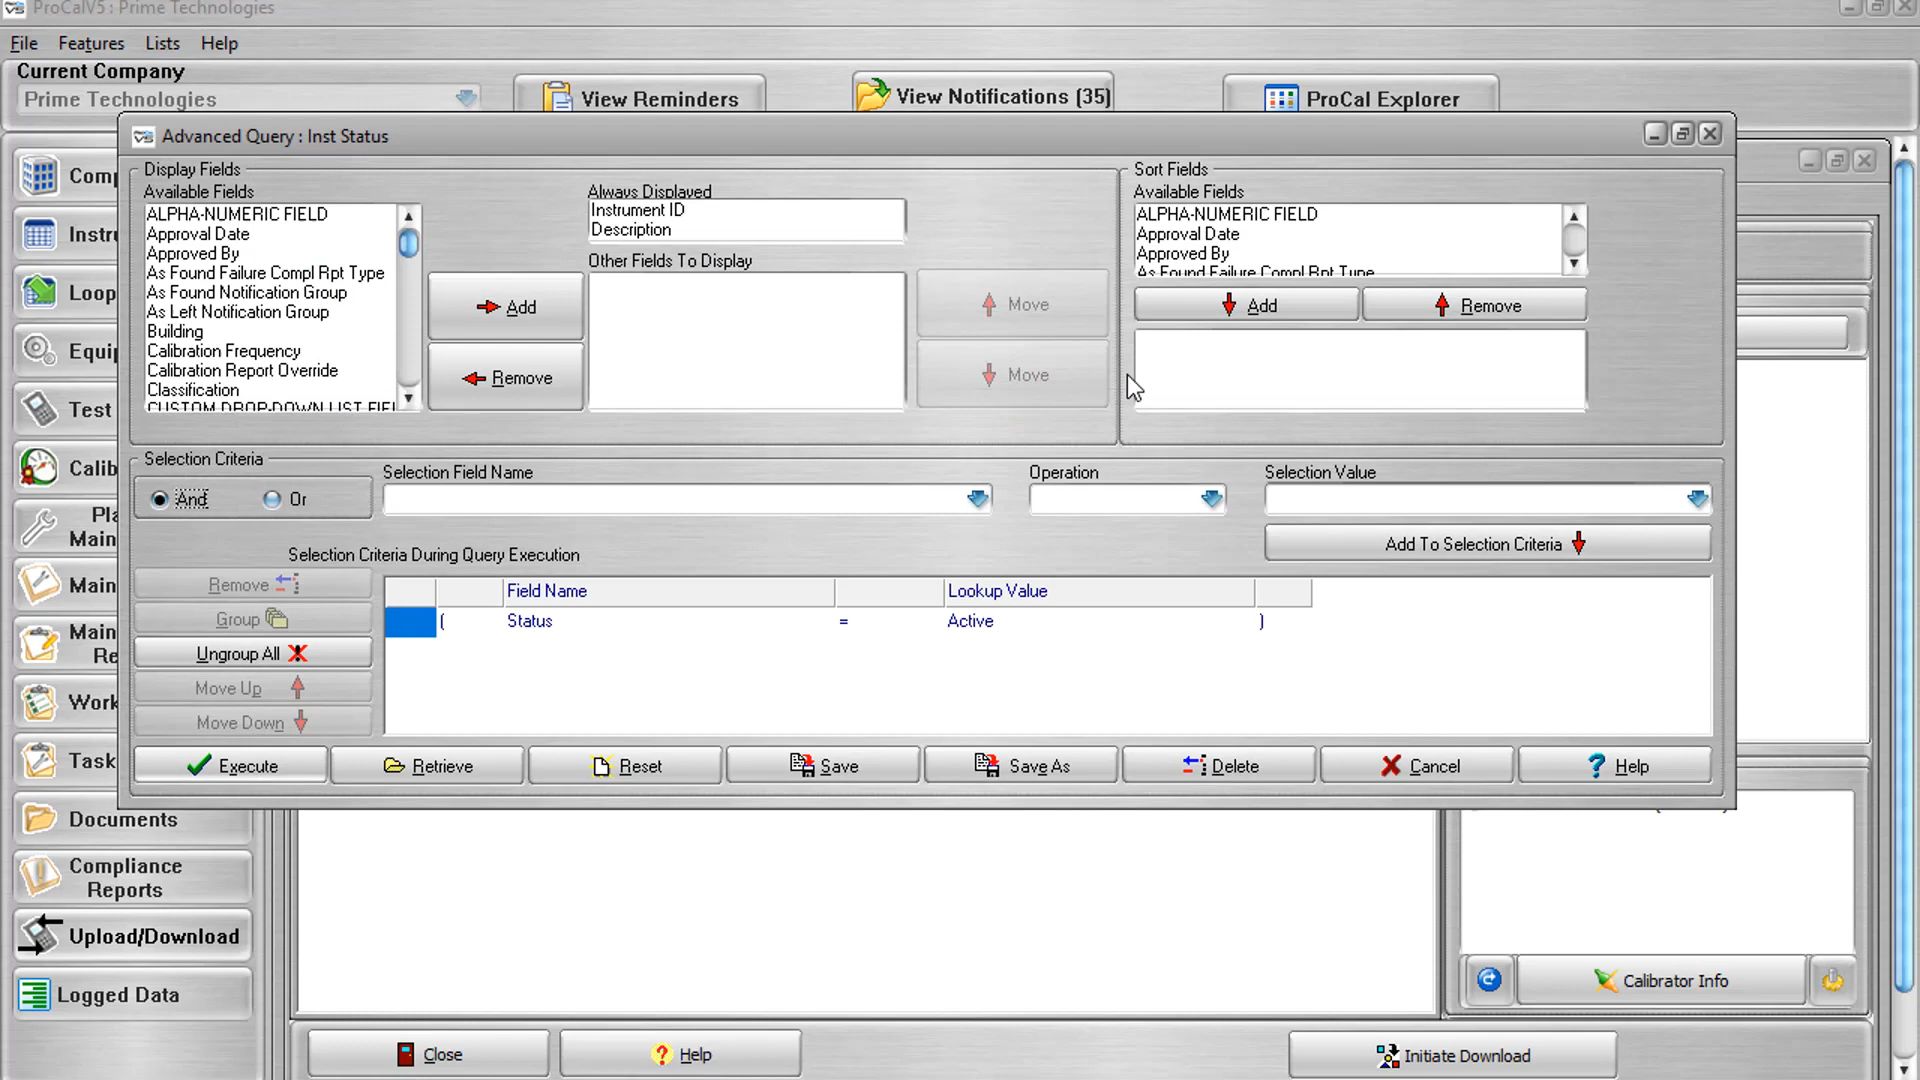 ProCalV5 : Prime Technologies
File Features Lists Help
Current Company
Prime Technologies
View Reminders
View Notifications (35)
ProCal Explorer
Advanced Query : Inst Status
Display Fields
Available Fields
ALPHA-NUMERIC FIELD
Approval Date
Approved By
As Found Failure Compl Rpt Type
As Found Notification Group
As Left Notification Group
Building
Calibration Frequency
Calibration Report Override
Classification
CUSTOM DROP-DOWN LIST FIEL
Add
Remove
Always Displayed
Instrument ID
Description
Other Fields To Display
Move
Move
Sort Fields
Available Fields
ALPHA-NUMERIC FIELD
Approval Date
Approved By
As Found Failure Compl Rpt Type
Add
Remove
Selection Criteria
And
Or
Selection Field Name
Operation
Selection Value
Add To Selection Criteria
Selection Criteria During Query Execution
Remove
Group
Ungroup All
Move Up
Move Down
Field Name
Lookup Value
( Status = Active )
Execute
Retrieve
Reset
Save
Save As
Delete
Cancel
Help
Comp
Instru
Loop
Equi
Test
Calib
Pla
Main
Main
Main
Re
Work
Task
Documents
Compliance
Reports
Upload/Download
Logged Data
Calibrator Info
Close
Help
Initiate Download